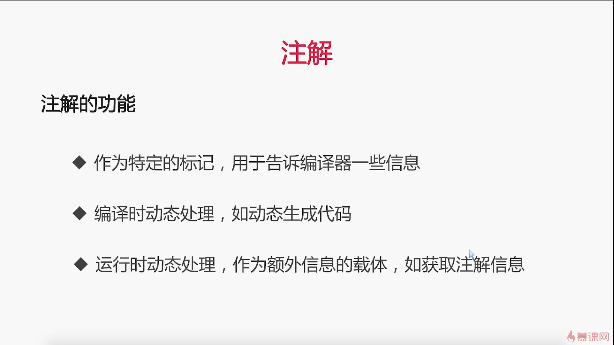 注解
注解的功能
◆ 作为特定的标记，用于告诉编译器一些信息
◆ 编译时动态处理，如动态生成代码
◆ 运行时动态处理，作为额外信息的载体，如获取注解信息
慕课网